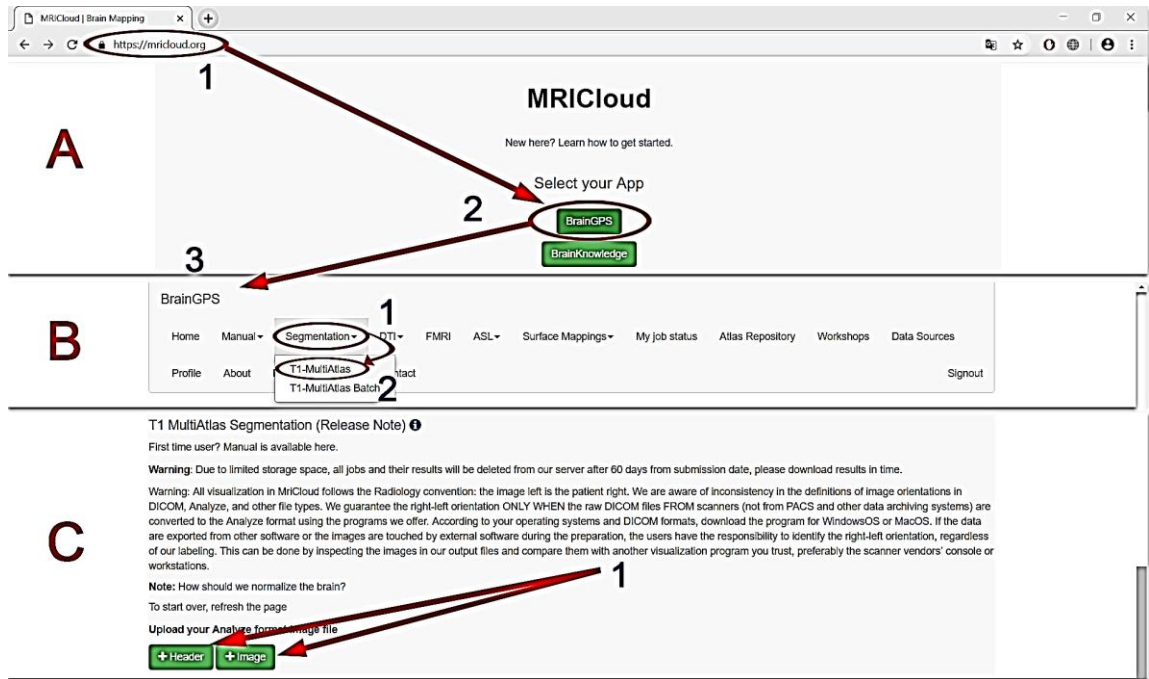 MRICloud | Brain Mapping
https://mricloud.org
1
A
MRICloud
New here? Learn how to get started.
Select your App
2
BrainGPS
BrainKnowledge
3
BrainGPS
1
B
Home Manual Segmentation DTI FMRI ASL Surface Mappings My job status Atlas Repository Workshops Data Sources
Profile About T1-MultiAtlas Signout
T1-MultiAtlas Batch
2
T1 MultiAtlas Segmentation (Release Note)
First time user? Manual is available here.
Warning: Due to limited storage space, all jobs and their results will be deleted from our server after 60 days from submission date, please download results in time.
Warning: All visualization in MriCloud follows the Radiology convention: the image left is the patient right. We are aware of inconsistency in the definitions of image orientations in
DICOM, Analyze, and other file types. We guarantee the right-left orientation ONLY WHEN the raw DICOM files FROM scanners (not from PACS and other data archiving systems) are
converted to the Analyze format using the programs we offer. According to your operating systems and DICOM formats, download the program for WindowsOS or MacOS. If the data
are exported from other software or the images are touched by external software during the preparation, the users have the responsibility to identify the right-left orientation, regardless
of our labeling. This can be done by inspecting the images in our output files and compare them with another visualization program you trust, preferably the scanner vendors' console or
workstations.
C
1
Note: How should we normalize the brain?
To start over, refresh the page
Upload your Analyze format image file
+ Header + Image